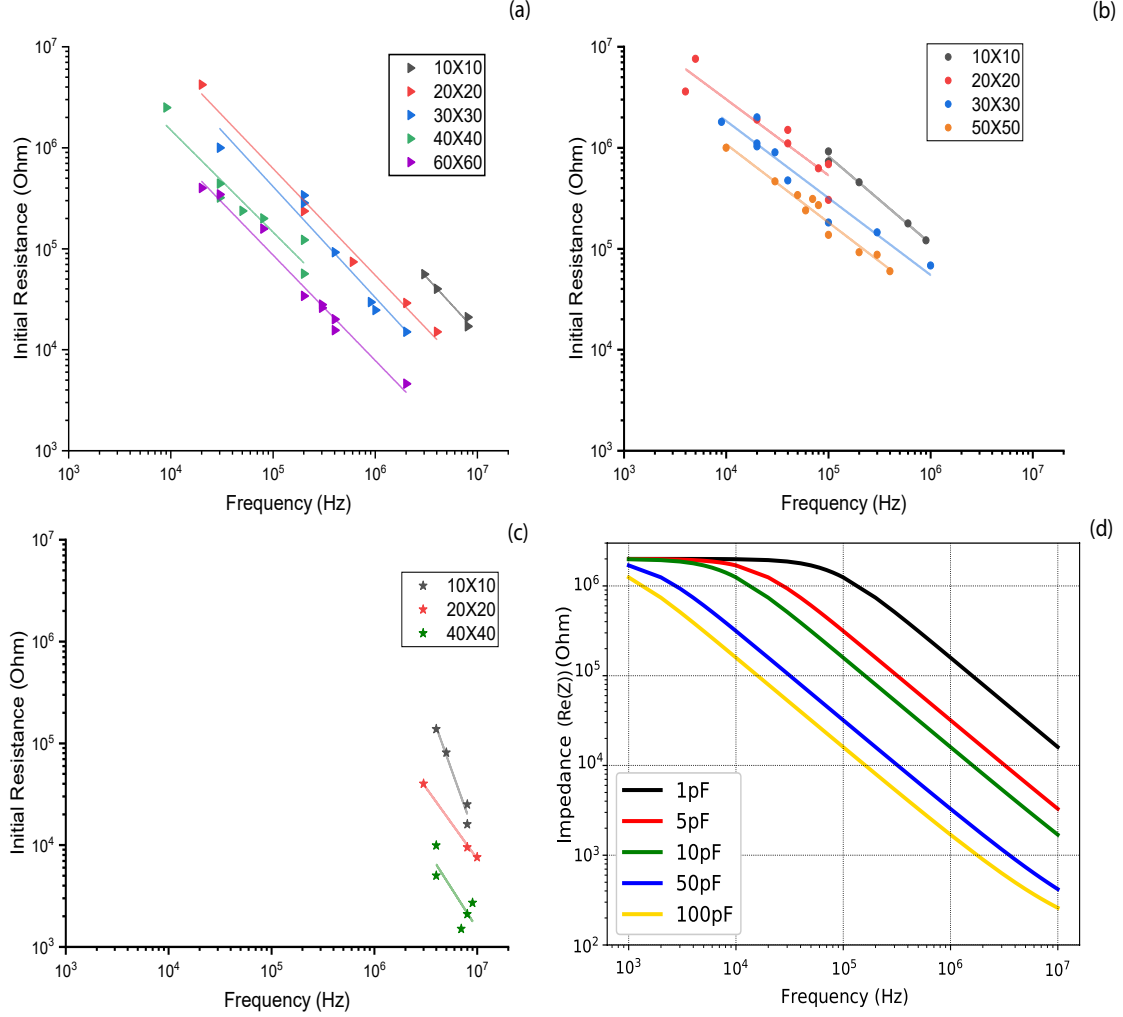 (a)
10⁷
10⁶
10⁵
10⁴
10³
Initial Resistance (Ohm)
10X10
20X20
30X30
40X40
60X60
10³ 10⁴ 10⁵ 10⁶ 10⁷
Frequency (Hz)
(b)
10⁷
10⁶
10⁵
10⁴
10³
Initial Resistance (Ohm)
10X10
20X20
30X30
50X50
10³ 10⁴ 10⁵ 10⁶ 10⁷
Frequency (Hz)
(c)
10⁷
10⁶
10⁵
10⁴
10³
Initial Resistance (Ohm)
10X10
20X20
40X40
10³ 10⁴ 10⁵ 10⁶ 10⁷
Frequency (Hz)
(d)
10⁶
10⁵
10⁴
10³
10²
Impedance (Re(Z))(Ohm)
1pF
5pF
10pF
50pF
100pF
10³ 10⁴ 10⁵ 10⁶ 10⁷
Frequency (Hz)